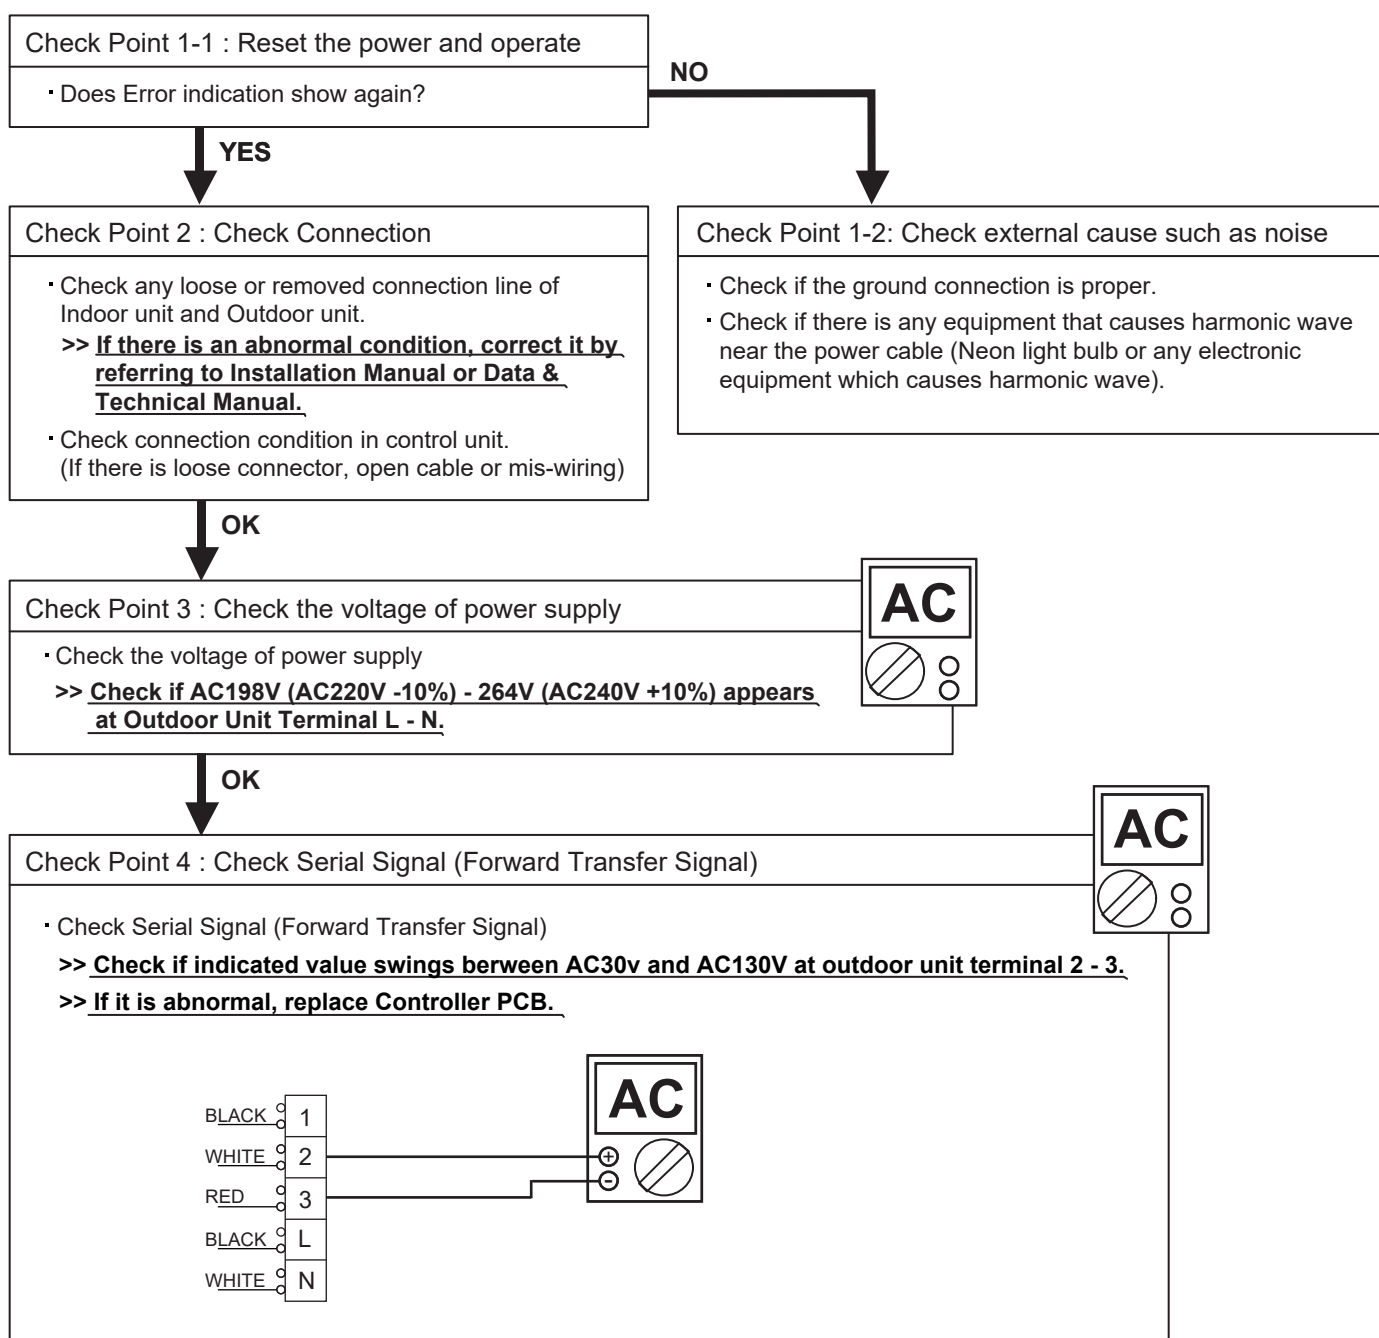 Check Point 1-1 : Reset the power and operate
· Does Error indication show again?
NO
YES
Check Point 2 : Check Connection
· Check any loose or removed connection line of
Indoor unit and Outdoor unit.
>> If there is an abnormal condition, correct it by
referring to Installation Manual or Data &
Technical Manual.
· Check connection condition in control unit.
(If there is loose connector, open cable or mis-wiring)
Check Point 1-2: Check external cause such as noise
· Check if the ground connection is proper.
· Check if there is any equipment that causes harmonic wave
near the power cable (Neon light bulb or any electronic
equipment which causes harmonic wave).
OK
Check Point 3 : Check the voltage of power supply
AC
· Check the voltage of power supply
>> Check if AC198V (AC220V -10%) - 264V (AC240V +10%) appears
at Outdoor Unit Terminal L - N.
OK
Check Point 4 : Check Serial Signal (Forward Transfer Signal)
AC
· Check Serial Signal (Forward Transfer Signal)
>> Check if indicated value swings berween AC30v and AC130V at outdoor unit terminal 2 - 3.
>> If it is abnormal, replace Controller PCB.
AC
BLACK 1
WHITE 2
RED 3
BLACK L
WHITE N
+
-